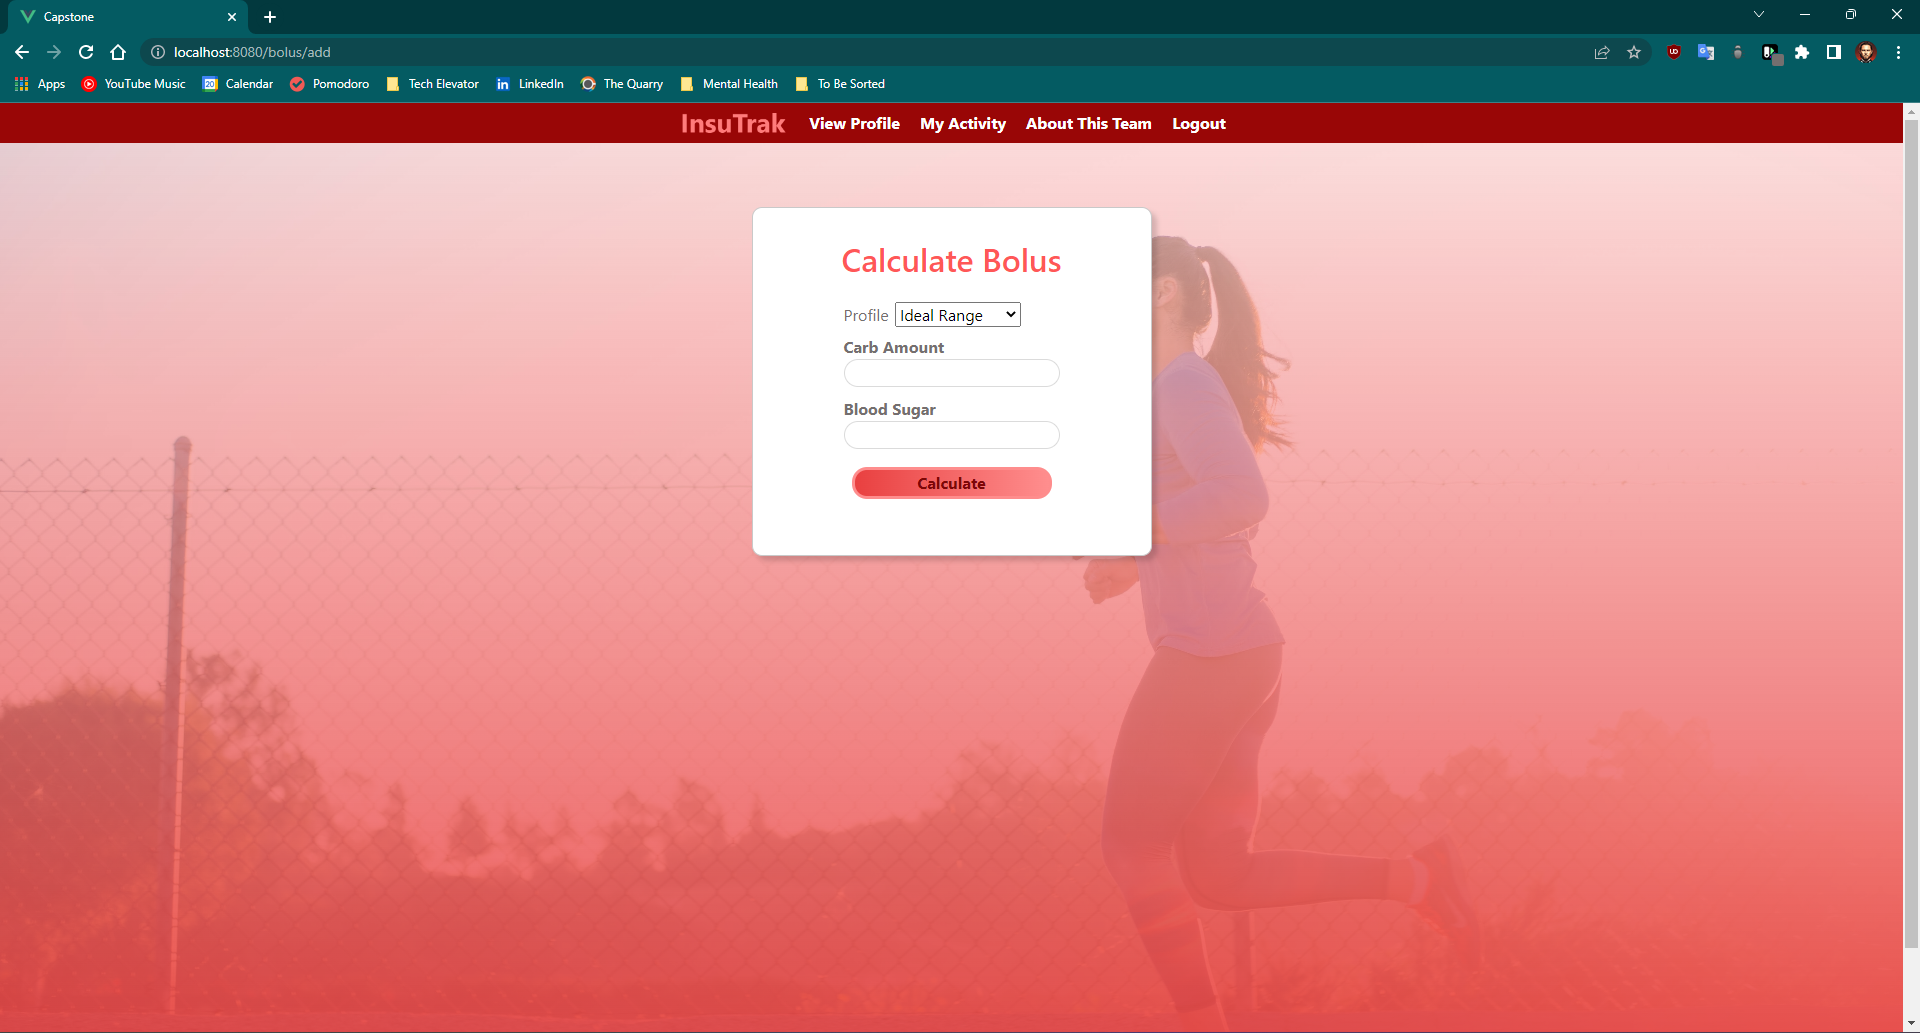 Capstone
localhost:8080/bolus/add
Apps YouTube Music 20 Calendar Pomodoro Tech Elevator in LinkedIn The Quarry Mental Health To Be Sorted
InsuTrak View Profile My Activity About This Team Logout
Calculate Bolus
Profile Ideal Range
Carb Amount
Blood Sugar
Calculate